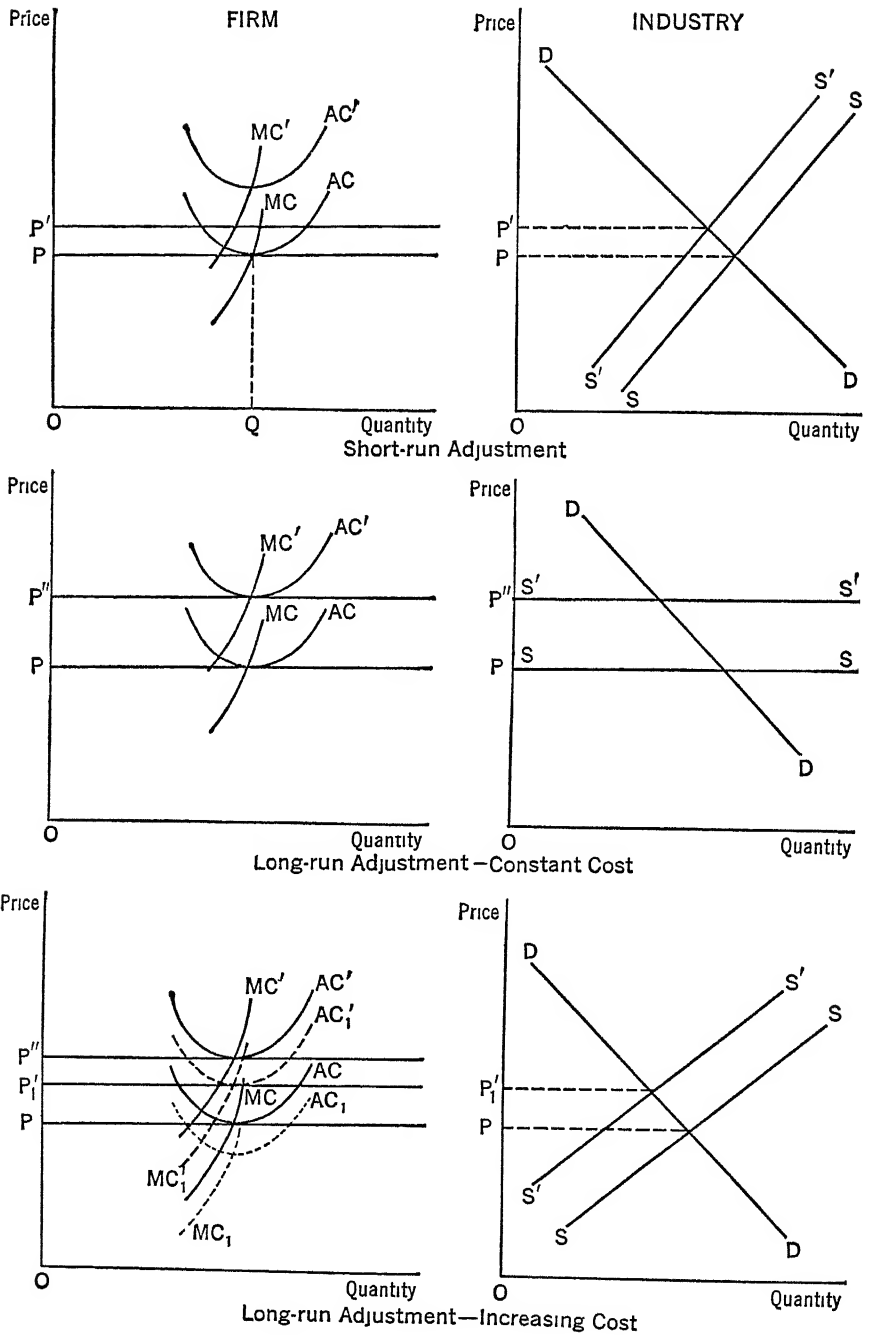 Price FIRM
MC' AC'
AC
MC
P'
P
O Q Quantity
Price INDUSTRY
D S' S
P'
P
S' S D
O Quantity
Short-run Adjustment
Price
MC' AC'
P"
MC AC
P
O Quantity
Price
D
P" S' S'
P S S
D
O Quantity
Long-run Adjustment—Constant Cost
Price
MC' AC'
AC₁'
P"
P₁' AC
MC AC₁
P
MC₁'
MC₁
O Quantity
Price
D S'
S
P₁'
P
S'
S D
O Quantity
Long-run Adjustment—Increasing Cost